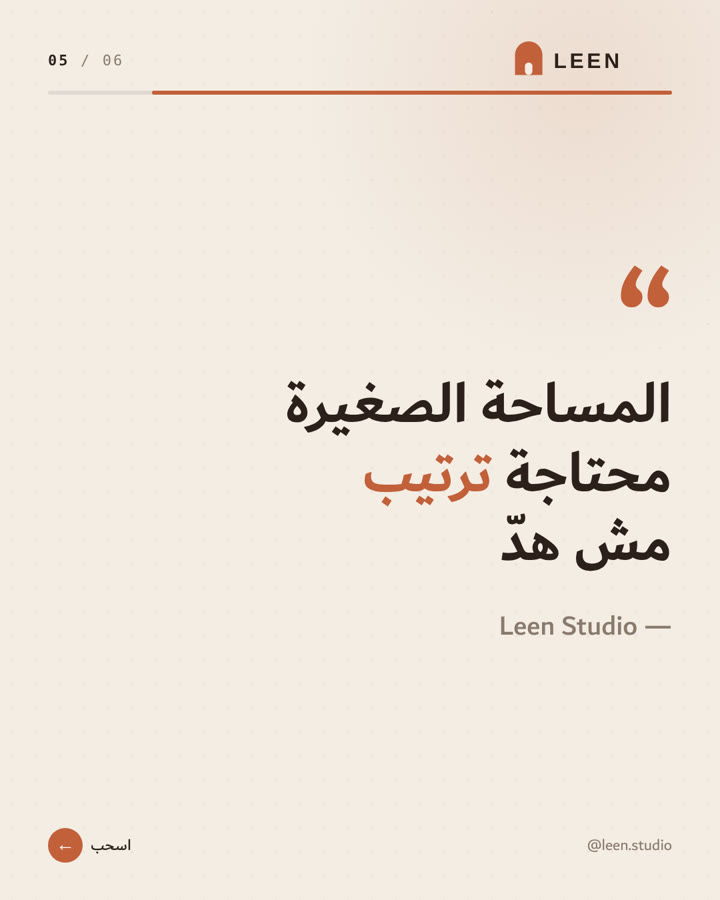 LEEN
05 / 06
“
المساحة الصغيرة
محتاجة ترتيب
مش هدّ
— Leen Studio
@leen.studio
اسحب ←